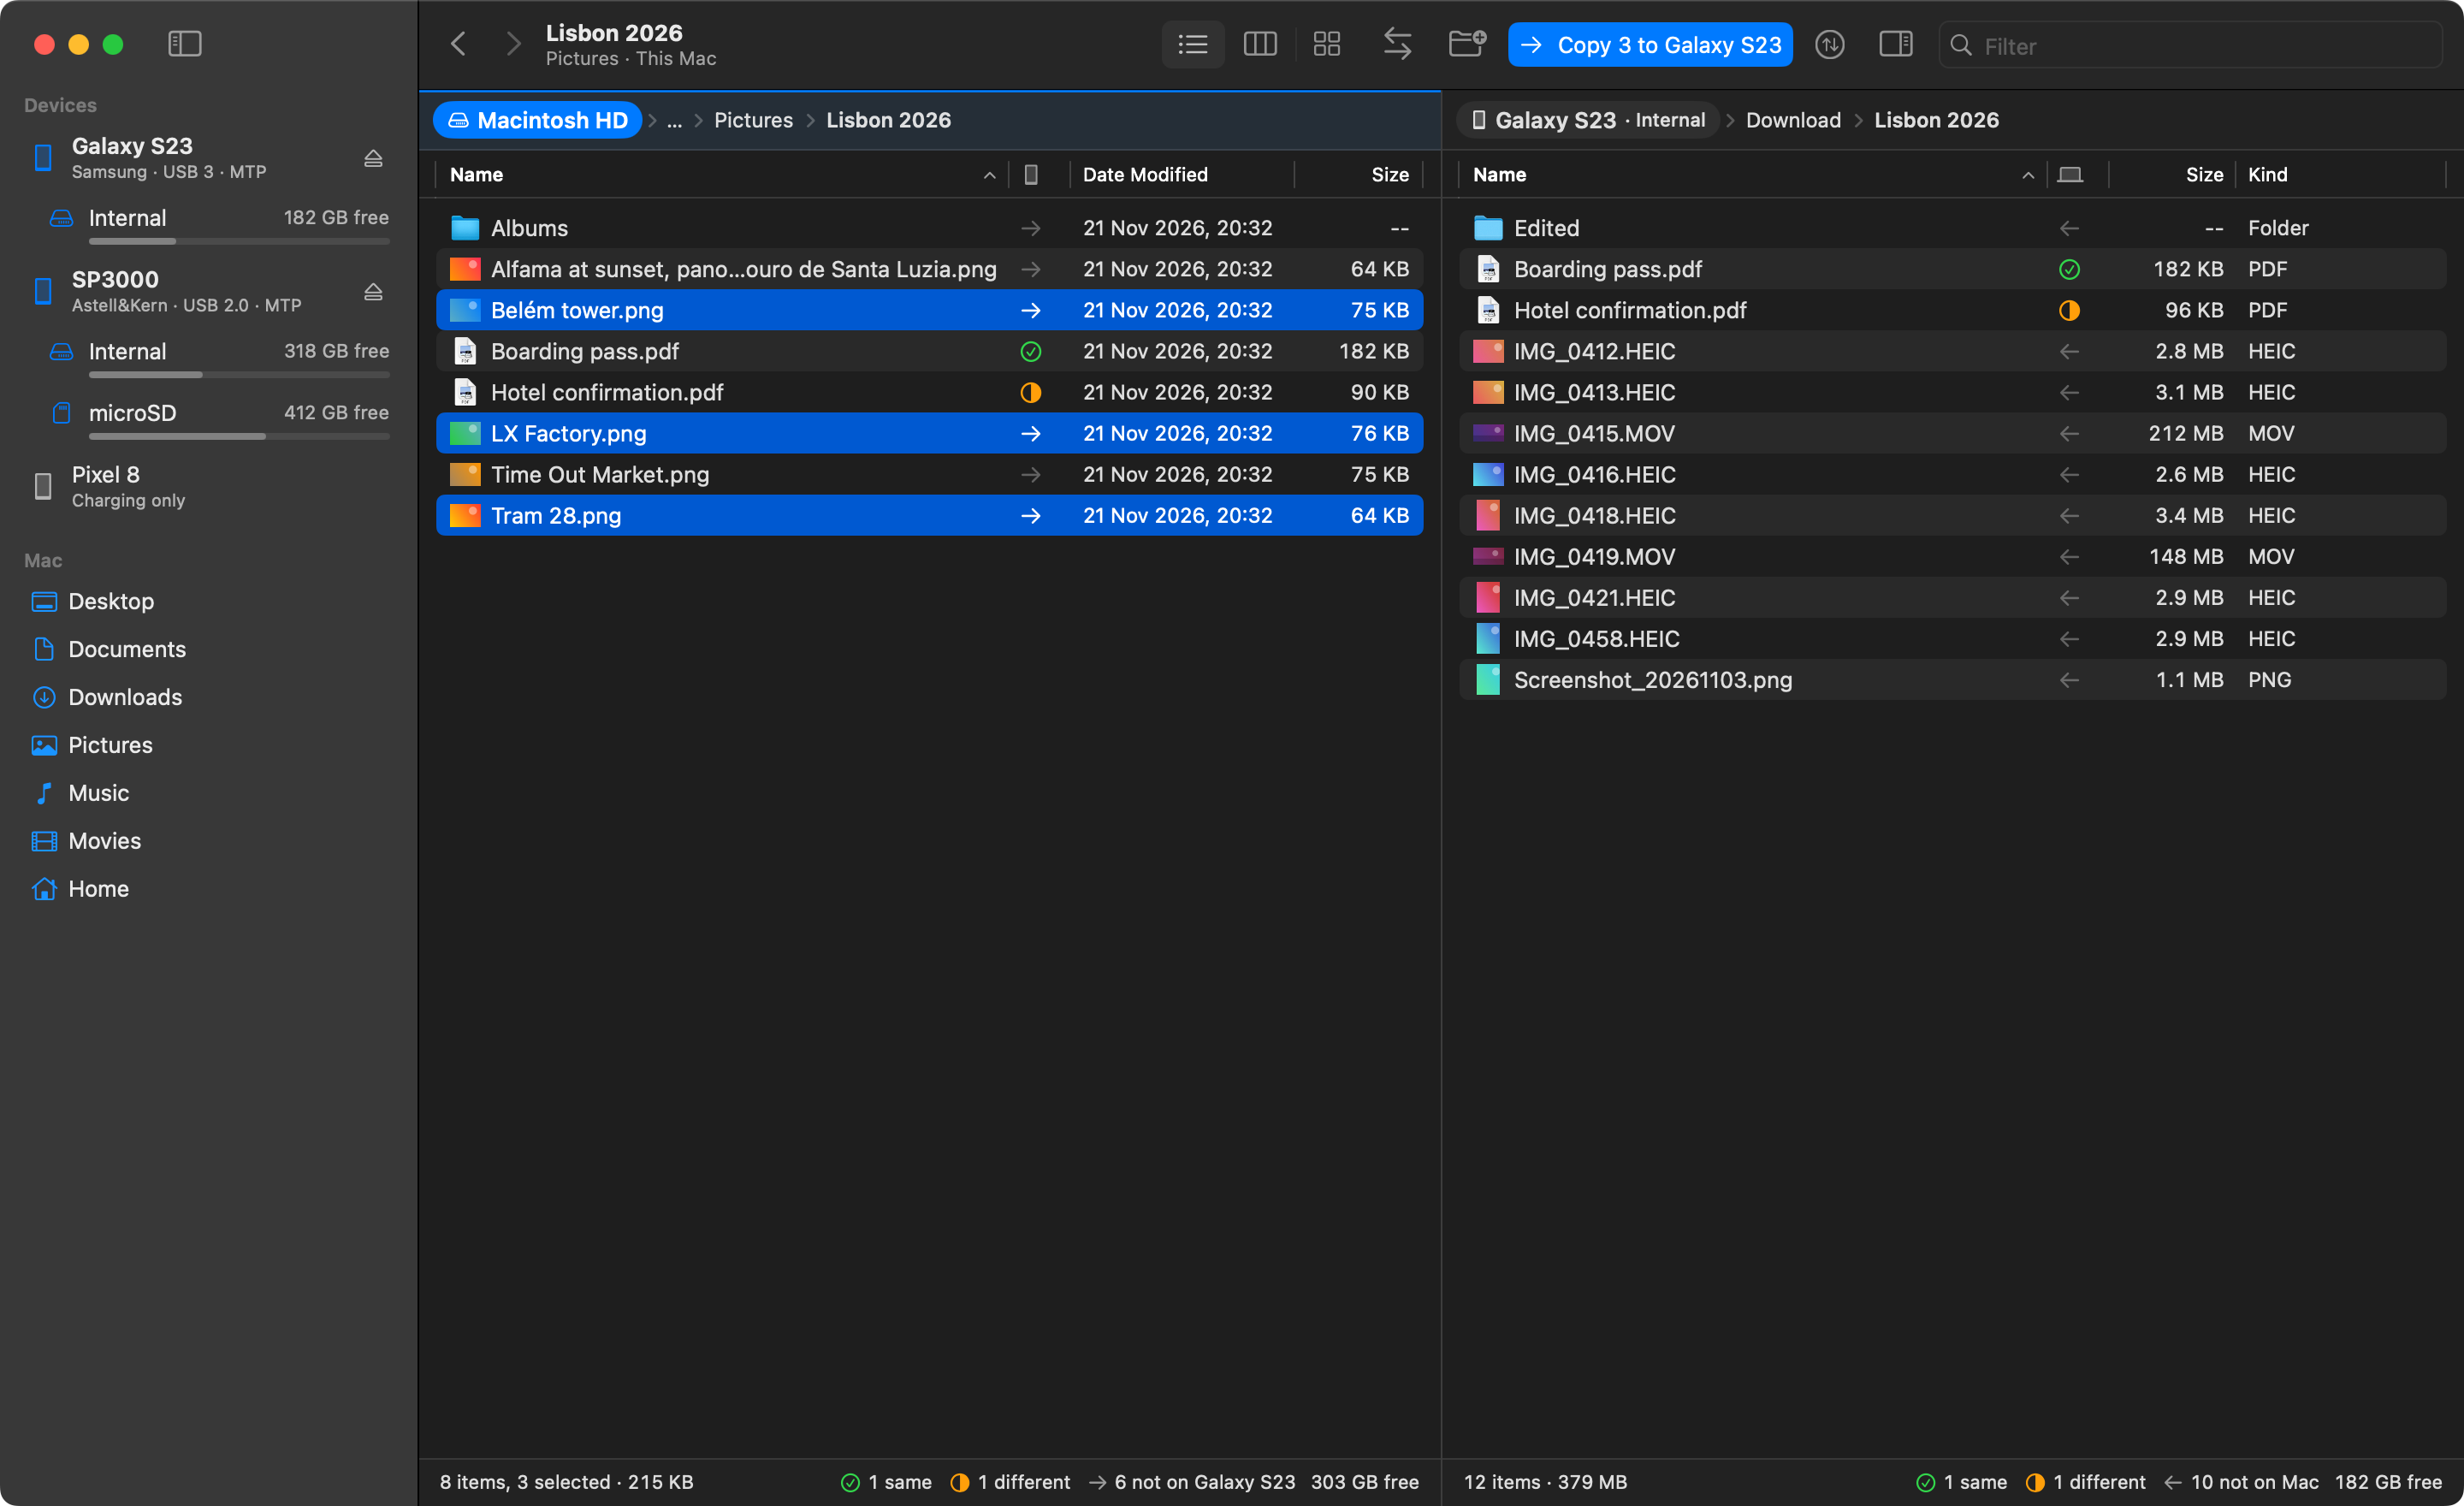 Lisbon 2026
Pictures · This Mac
Copy 3 to Galaxy S23
Filter
Devices
Galaxy S23
Samsung · USB 3 · MTP
Internal 182 GB free
SP3000
Astell&Kern · USB 2.0 · MTP
Internal 318 GB free
microSD 412 GB free
Pixel 8
Charging only
Mac
Desktop
Documents
Downloads
Pictures
Music
Movies
Home
Macintosh HD › ... › Pictures › Lisbon 2026
Name Date Modified Size
Albums 21 Nov 2026, 20:32 --
Alfama at sunset, pano...ouro de Santa Luzia.png 21 Nov 2026, 20:32 64 KB
Belém tower.png 21 Nov 2026, 20:32 75 KB
Boarding pass.pdf 21 Nov 2026, 20:32 182 KB
Hotel confirmation.pdf 21 Nov 2026, 20:32 90 KB
LX Factory.png 21 Nov 2026, 20:32 76 KB
Time Out Market.png 21 Nov 2026, 20:32 75 KB
Tram 28.png 21 Nov 2026, 20:32 64 KB
8 items, 3 selected · 215 KB 1 same 1 different 6 not on Galaxy S23 303 GB free
Galaxy S23 · Internal › Download › Lisbon 2026
Name Size Kind
Edited -- Folder
Boarding pass.pdf 182 KB PDF
Hotel confirmation.pdf 96 KB PDF
IMG_0412.HEIC 2.8 MB HEIC
IMG_0413.HEIC 3.1 MB HEIC
IMG_0415.MOV 212 MB MOV
IMG_0416.HEIC 2.6 MB HEIC
IMG_0418.HEIC 3.4 MB HEIC
IMG_0419.MOV 148 MB MOV
IMG_0421.HEIC 2.9 MB HEIC
IMG_0458.HEIC 2.9 MB HEIC
Screenshot_20261103.png 1.1 MB PNG
12 items · 379 MB 1 same 1 different 10 not on Mac 182 GB free